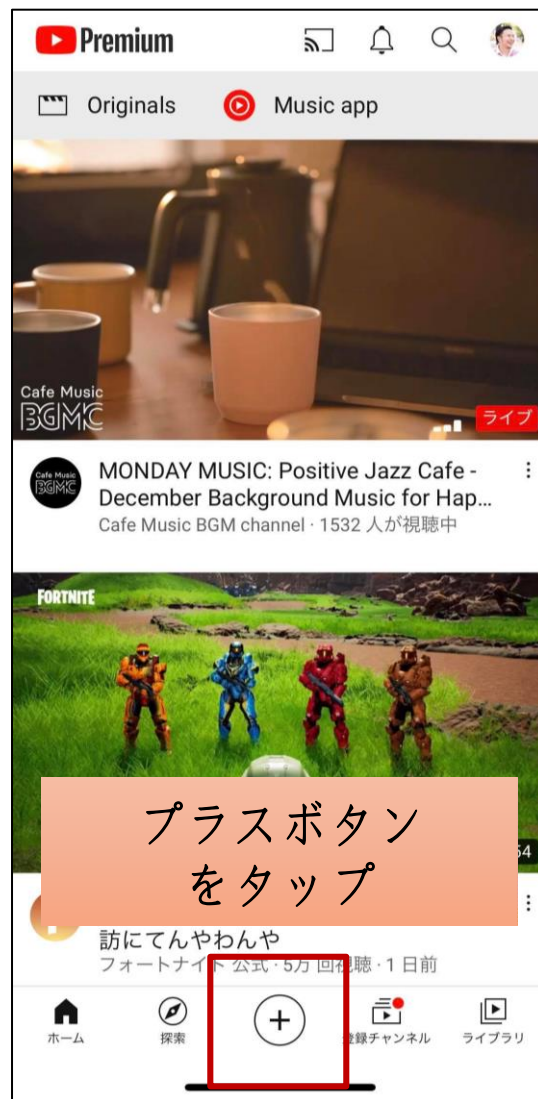 Premium
Originals
Music app
Cafe Music
BGMC
ライブ
Cafe Music
BGMC
MONDAY MUSIC: Positive Jazz Cafe -
December Background Music for Hap...
Cafe Music BGM channel · 1532 人が視聴中
FORTNITE
プラスボタン
をタップ
54
訪にてんやわんや
フォートナイト 公式 · 5万 回視聴 · 1 日前
ホーム
探索
登録チャンネル
ライブラリ